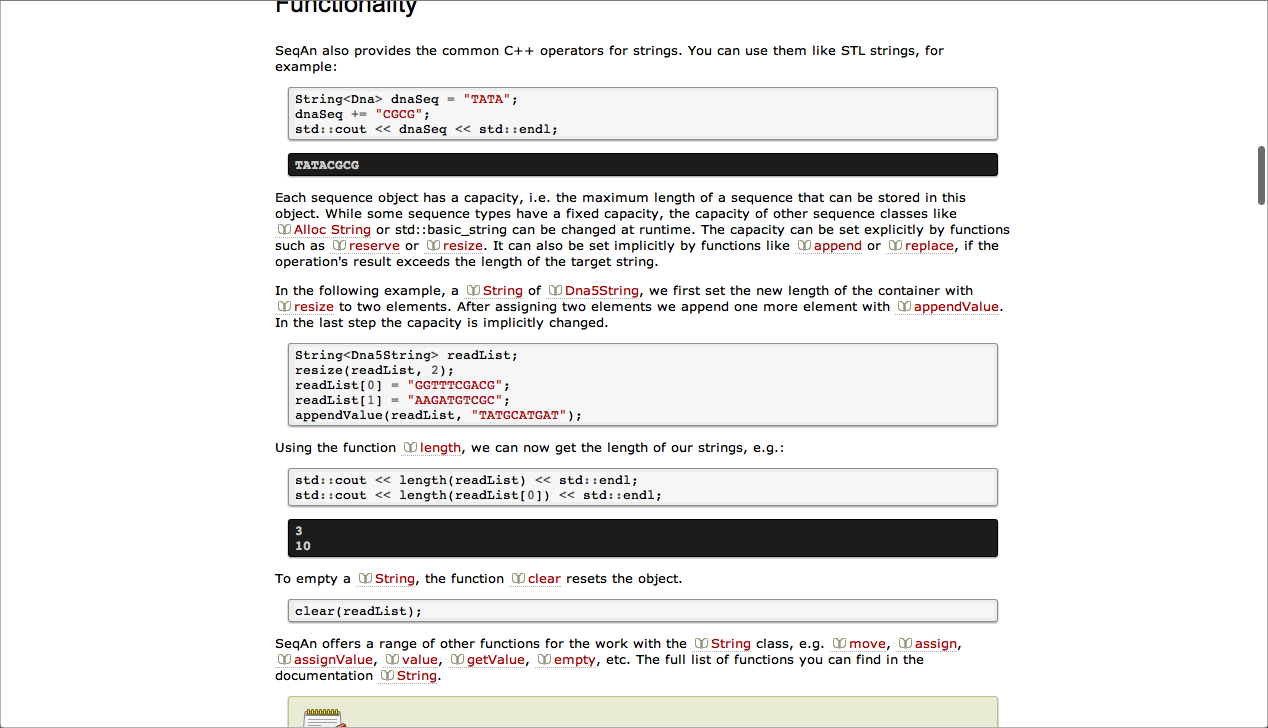 Functionality
SeqAn also provides the common C++ operators for strings. You can use them like STL strings, for
example:
String<Dna> dnaSeq = "TATA";
dnaSeq += "CGCG";
std::cout << dnaSeq << std::endl;
TATACGCG
Each sequence object has a capacity, i.e. the maximum length of a sequence that can be stored in this
object. While some sequence types have a fixed capacity, the capacity of other sequence classes like
Alloc String or std::basic_string can be changed at runtime. The capacity can be set explicitly by functions
such as reserve or resize. It can also be set implicitly by functions like append or replace, if the
operation's result exceeds the length of the target string.
In the following example, a String of Dna5String, we first set the new length of the container with
resize to two elements. After assigning two elements we append one more element with appendValue.
In the last step the capacity is implicitly changed.
String<Dna5String> readList;
resize(readList, 2);
readList[0] = "GGTTTCGACG";
readList[1] = "AAGATGTCGC";
appendValue(readList, "TATGCATGAT");
Using the function length, we can now get the length of our strings, e.g.:
std::cout << length(readList) << std::endl;
std::cout << length(readList[0]) << std::endl;
3
10
To empty a String, the function clear resets the object.
clear(readList);
SeqAn offers a range of other functions for the work with the String class, e.g. move, assign,
assignValue, value, getValue, empty, etc. The full list of functions you can find in the
documentation String.